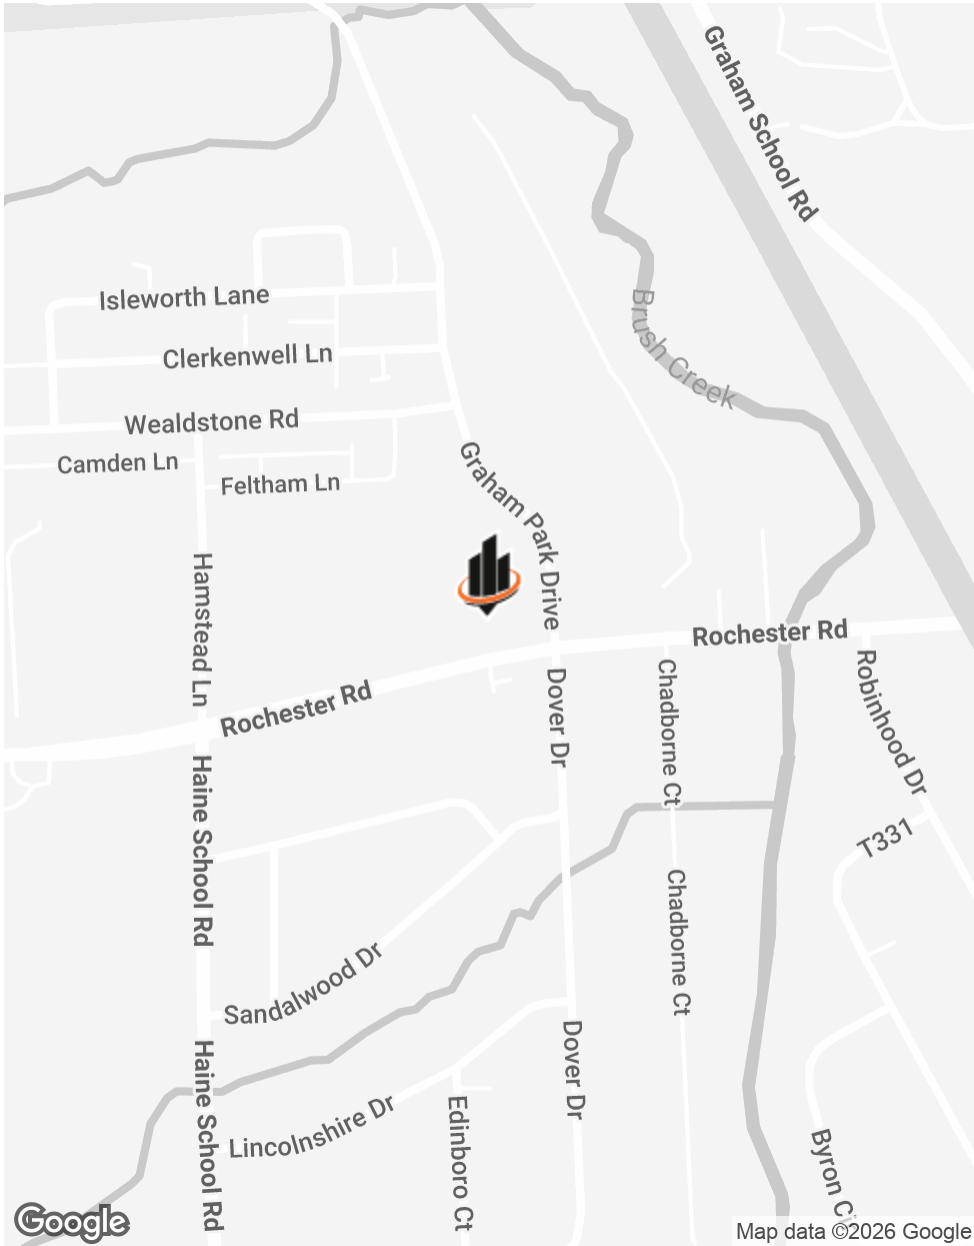 Graham School Rd
Isleworth Lane
Brush Creek
Clerkenwell Ln
Wealdstone Rd
Camden Ln
Feltham Ln
Graham Park Drive
Hamstead Ln
Rochester Rd
Rochester Rd
Dover Dr
Chadborne Ct
Robinhood Dr
Haine School Rd
T331
Chadborne Ct
Sandalwood Dr
Dover Dr
Haine School Rd
Lincolnshire Dr
Edinboro Ct
Byron Ci
Google
Map data ©2026 Google